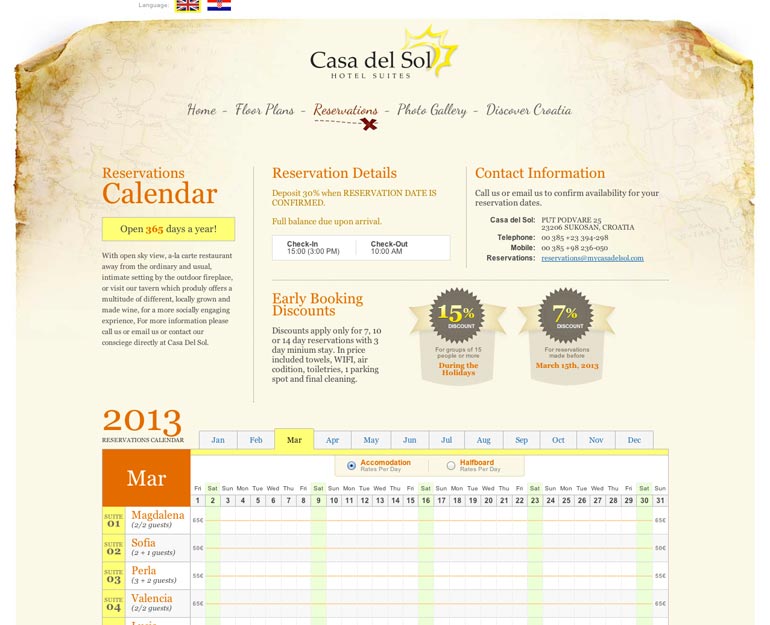 Language:
Casa del Sol
HOTEL SUITES
Home - Floor Plans - Reservations - Photo Gallery - Discover Croatia
Reservations
Calendar
Open 365 days a year!
With open sky view, a-la carte restaurant
away from the ordinary and usual,
intimate setting by the outdoor fireplace,
or visit our tavern which produly offers a
multitude of different, locally grown and
made wine, for a more socially engaging
exprience, For more information please
call us or email us or contact our
conscierge directly at Casa Del Sol.
Reservation Details
Deposit 30% when RESERVATION DATE IS
CONFIRMED.
Full balance due upon arrival.
Check-In
15:00 (3:00 PM)
Check-Out
10:00 AM
Contact Information
Call us or email us to confirm availability for your
reservation dates.
Casa del Sol: PUT PODVARE 25
23206 SUKOSAN, CROATIA
Telephone: 00 385 +23 394-298
Mobile: 00 385 +98 236-050
Reservations: reservations@mycasadelsol.com
Early Booking
Discounts
Discounts apply only for 7, 10
or 14 day reservations with 3
day minium stay. In price
included towels, WIFI, air
codition, toiletries, 1 parking
spot and final cleaning.
15%
DISCOUNT
For groups of 15
people or more
During the
Holidays
7%
DISCOUNT
For reservations
made before
March 15th, 2013
2013
RESERVATIONS CALENDAR
Jan Feb Mar Apr May Jun Jul Aug Sep Oct Nov Dec
Mar
Accomodation
Rates Per Day
Halfboard
Rates Per Day
Fri Sat Sun Mon Tue Wed Thu Fri Sat Sun Mon Tue Wed Thu Fri Sat Sun Mon Tue Wed Thu Fri Sat Sun Mon Tue Wed Thu Fri Sat Sun
1 2 3 4 5 6 7 8 9 10 11 12 13 14 15 16 17 18 19 20 21 22 23 24 25 26 27 28 29 30 31
SUITE 01 Magdalena 65€ 65€
(2/2 guests)
SUITE 02 Sofia 50€ 50€
(2 + 1 guests)
SUITE 03 Perla 55€ 55€
(3 + 2 guests)
SUITE 04 Valencia 65€ 65€
(2/2 guests)